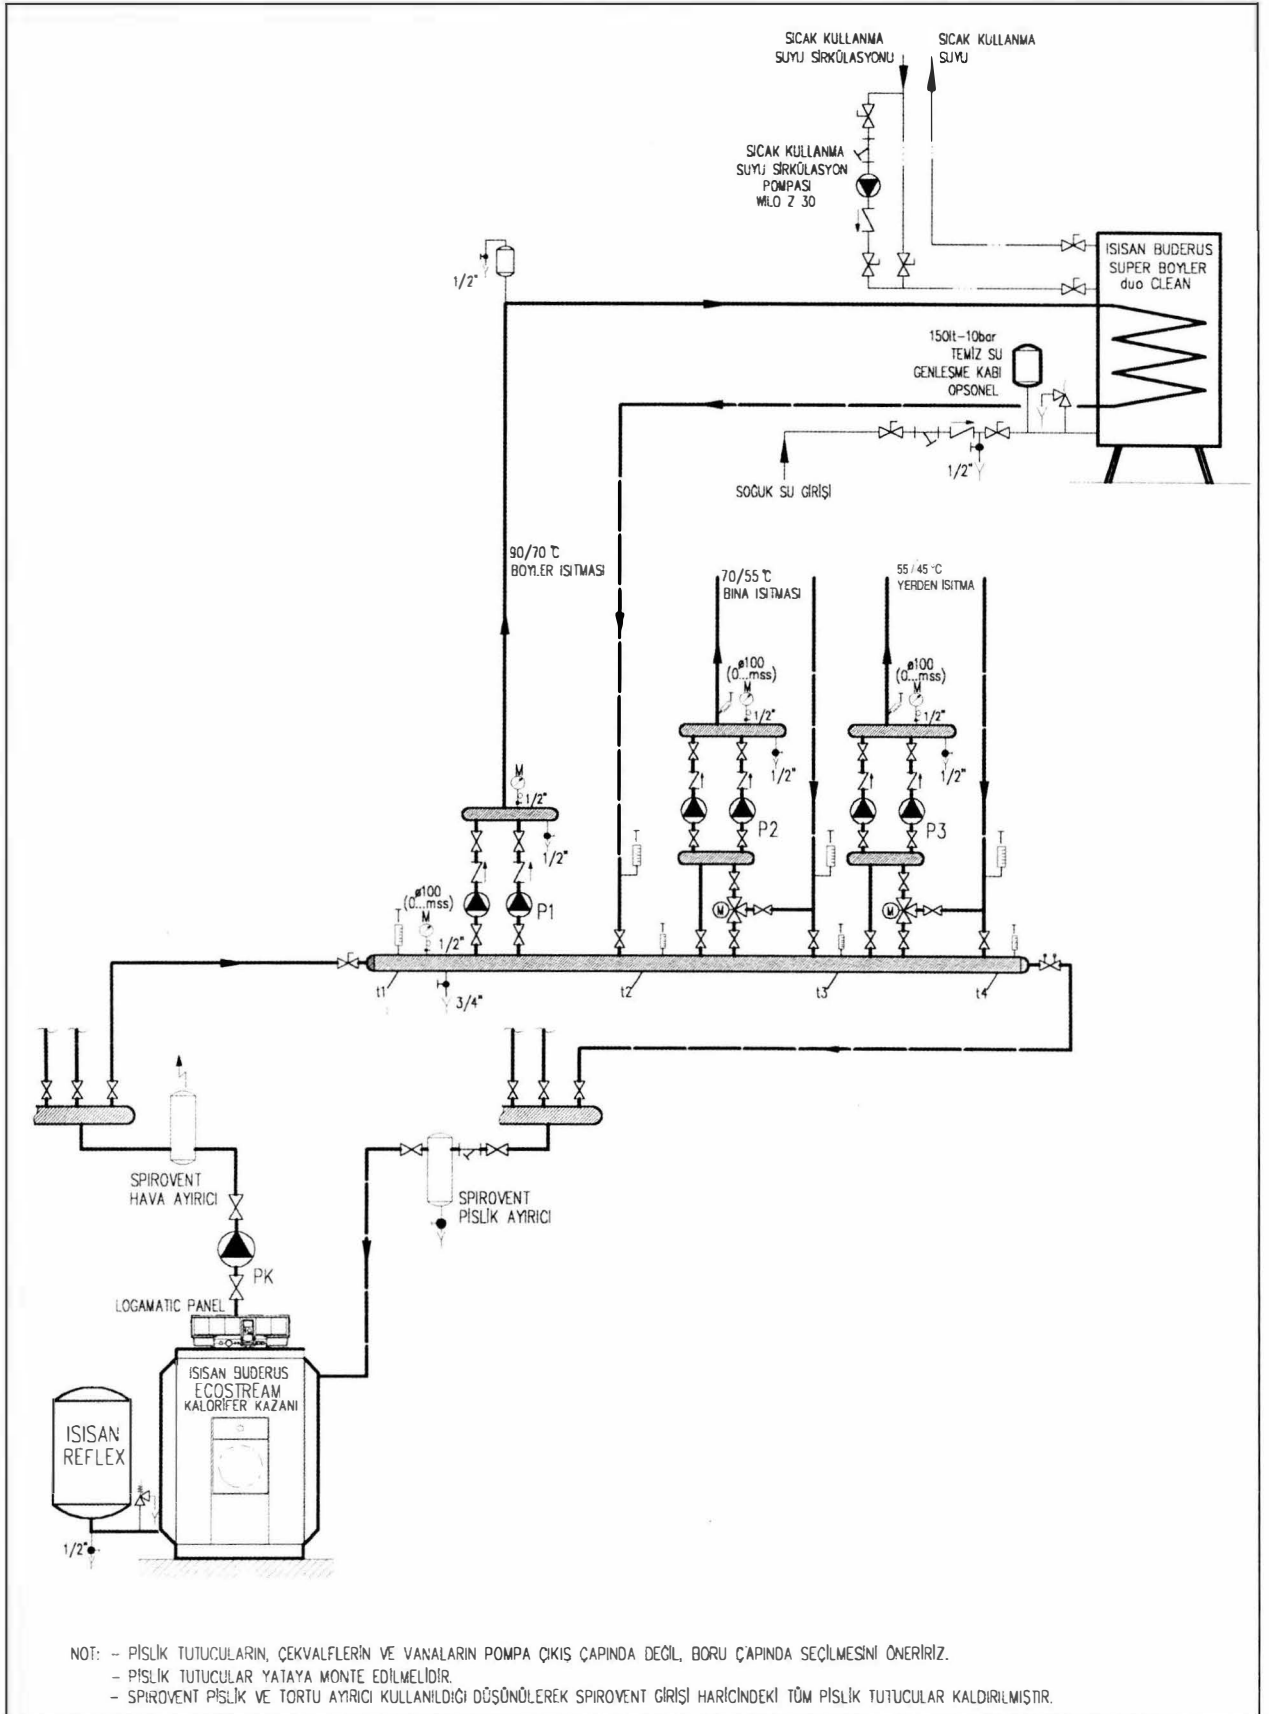 SICAK KULLANMA
SUYU SİRKÜLASYONU
SICAK KULLANMA
SUYU
SICAK KULLANMA
SUYU SİRKÜLASYON
POMPASI
WILO Z 30
1/2"
ISISAN BUDERUS
SUPER BOYLER
duo CLEAN
150lt-10bar
TEMİZ SU
GENLEŞME KABI
OPSONEL
1/2"
SOĞUK SU GİRİŞİ
90/70 ℃
BOYLER ISITMASI
70/55 ℃
BINA ISITMASI
55/45 °C
YERDEN ISITMA
ø100
(0...mss)
M
T
1/2"
ø100
(0...mss)
M
T
1/2"
1/2"
1/2"
M
1/2"
P2
P3
1/2"
T
T
T
ø100
(0...mss)
M
T
1/2"
P1
M
M
T
T
T
t1
3/4"
t2
t3
t4
SPIROVENT
HAVA AYIRICI
SPIROVENT
PİSLİK AYIRICI
PK
LOGAMATIC PANEL
ISISAN BUDERUS
ECOSTREAM
KALORİFER KAZANI
ISISAN
REFLEX
1/2"
NOT: - PİSLİK TUTUCULARIN, ÇEKVALFLERİN VE VANALARIN POMPA ÇIKIŞ ÇAPINDA DEĞİL, BORU ÇAPINDA SEÇİLMESİNİ ÖNERİRİZ.
- PİSLİK TUTUCULAR YATAYA MONTE EDİLMELİDİR.
- SPIROVENT PİSLİK VE TORTU AYIRICI KULLANILDIĞI DÜŞÜNÜLEREK SPIROVENT GİRİŞİ HARİCİNDEKİ TÜM PİSLİK TUTUCULAR KALDIRILMIŞTIR.